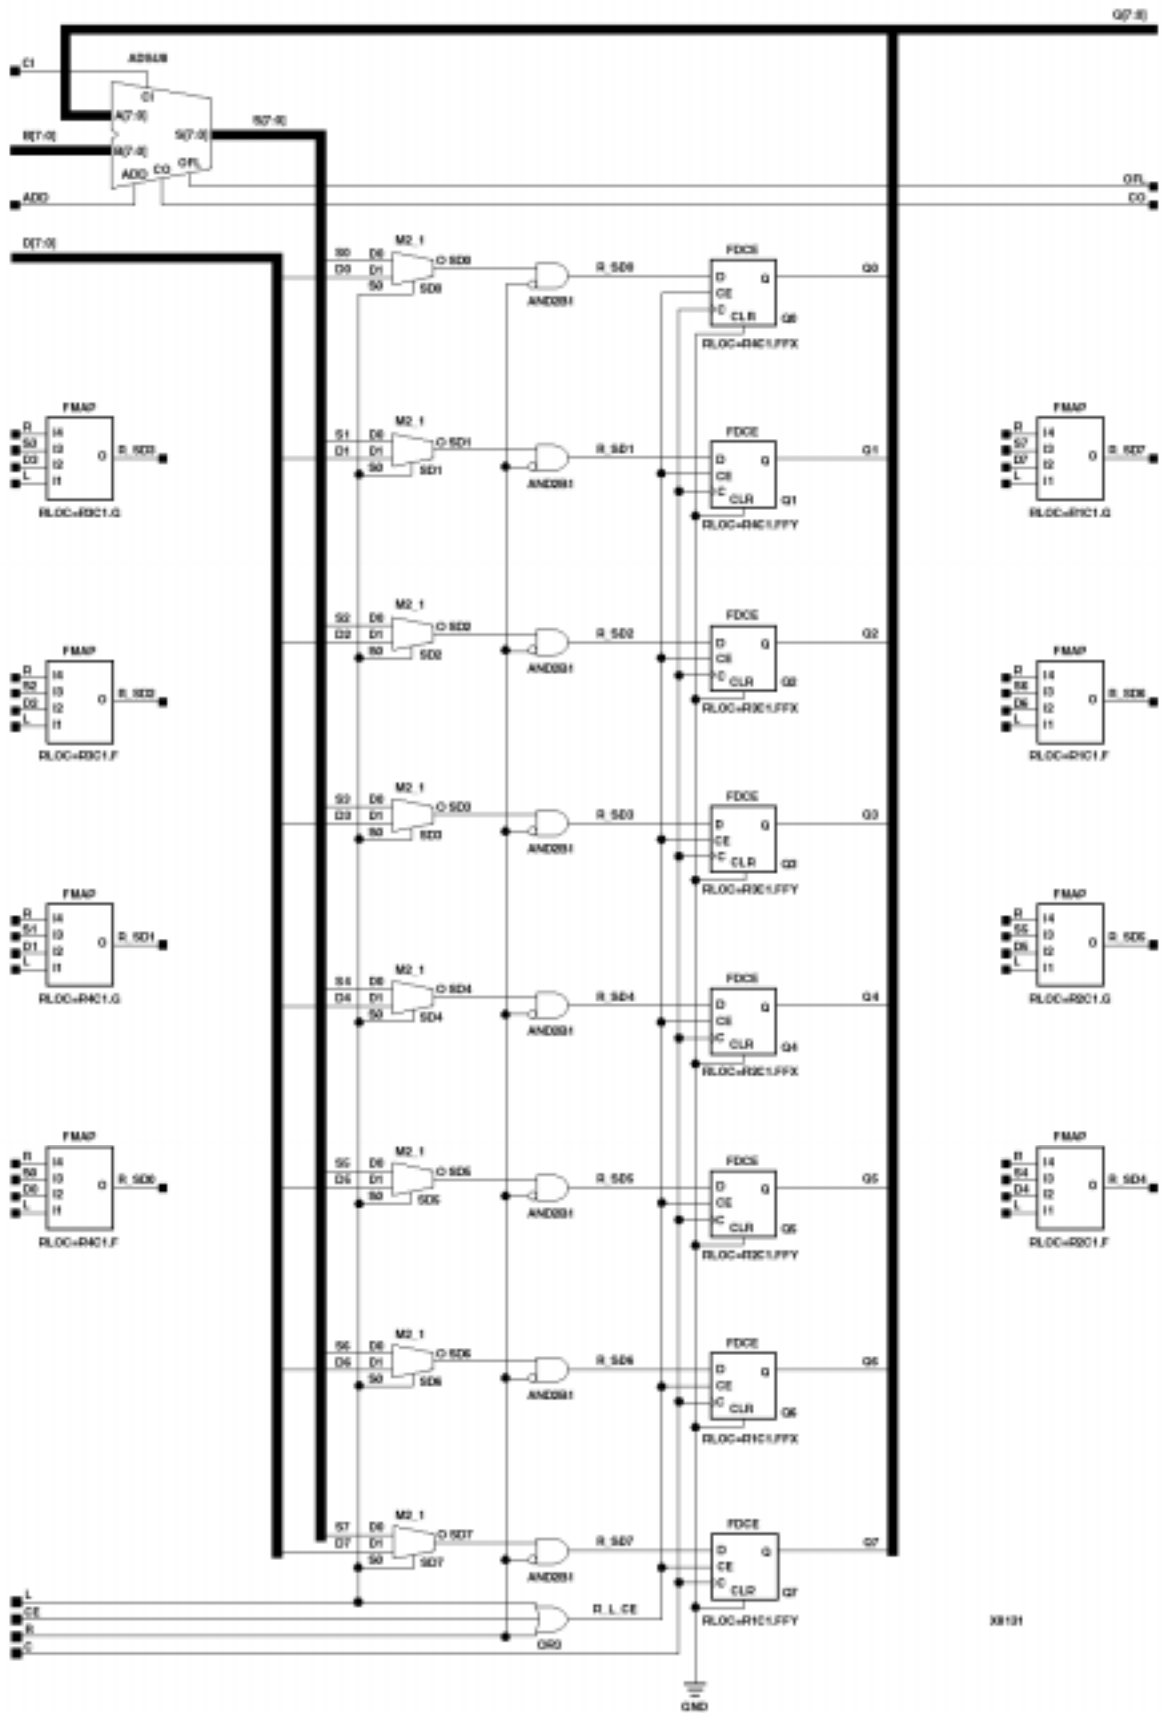 Q[7:0]
CI
ADSU8
CI
A[7:0]
B[7:0]
B[7:0]
S[7:0]
S[7:0]
ADD CO OFL
OFL
ADD
CO
D[7:0]
M2_1
S0 D0
D0 D1
S0
O SD0
SD0
AND2B1
R_SD0
FDCE
D Q
CE
C
CLR
Q0
Q0
RLOC=R4C1.FFX
M2_1
S1 D0
D1 D1
S0
O SD1
SD1
AND2B1
R_SD1
FDCE
D Q
CE
C
CLR
Q1
Q1
RLOC=R4C1.FFY
FMAP
R I4
S3 I3
D3 I2
L I1
O R_SD3
RLOC=R3C1.G
FMAP
R I4
S7 I3
D7 I2
L I1
O R_SD7
RLOC=R1C1.G
M2_1
S2 D0
D2 D1
S0
O SD2
SD2
AND2B1
R_SD2
FDCE
D Q
CE
C
CLR
Q2
Q2
RLOC=R3C1.FFX
FMAP
R I4
S2 I3
D2 I2
L I1
O R_SD2
RLOC=R3C1.F
FMAP
R I4
S6 I3
D6 I2
L I1
O R_SD6
RLOC=R1C1.F
M2_1
S3 D0
D3 D1
S0
O SD3
SD3
AND2B1
R_SD3
FDCE
D Q
CE
C
CLR
Q3
Q3
RLOC=R3C1.FFY
FMAP
R I4
S1 I3
D1 I2
L I1
O R_SD1
RLOC=R4C1.G
FMAP
R I4
S5 I3
D5 I2
L I1
O R_SD5
RLOC=R2C1.G
M2_1
S4 D0
D4 D1
S0
O SD4
SD4
AND2B1
R_SD4
FDCE
D Q
CE
C
CLR
Q4
Q4
RLOC=R2C1.FFX
FMAP
R I4
S0 I3
D0 I2
L I1
O R_SD0
RLOC=R4C1.F
FMAP
R I4
S4 I3
D4 I2
L I1
O R_SD4
RLOC=R2C1.F
M2_1
S5 D0
D5 D1
S0
O SD5
SD5
AND2B1
R_SD5
FDCE
D Q
CE
C
CLR
Q5
Q5
RLOC=R2C1.FFY
M2_1
S6 D0
D6 D1
S0
O SD6
SD6
AND2B1
R_SD6
FDCE
D Q
CE
C
CLR
Q6
Q6
RLOC=R1C1.FFX
M2_1
S7 D0
D7 D1
S0
O SD7
SD7
AND2B1
R_SD7
FDCE
D Q
CE
C
CLR
Q7
Q7
RLOC=R1C1.FFY
L
CE
R
C
OR3
R_L_CE
GND
X8131